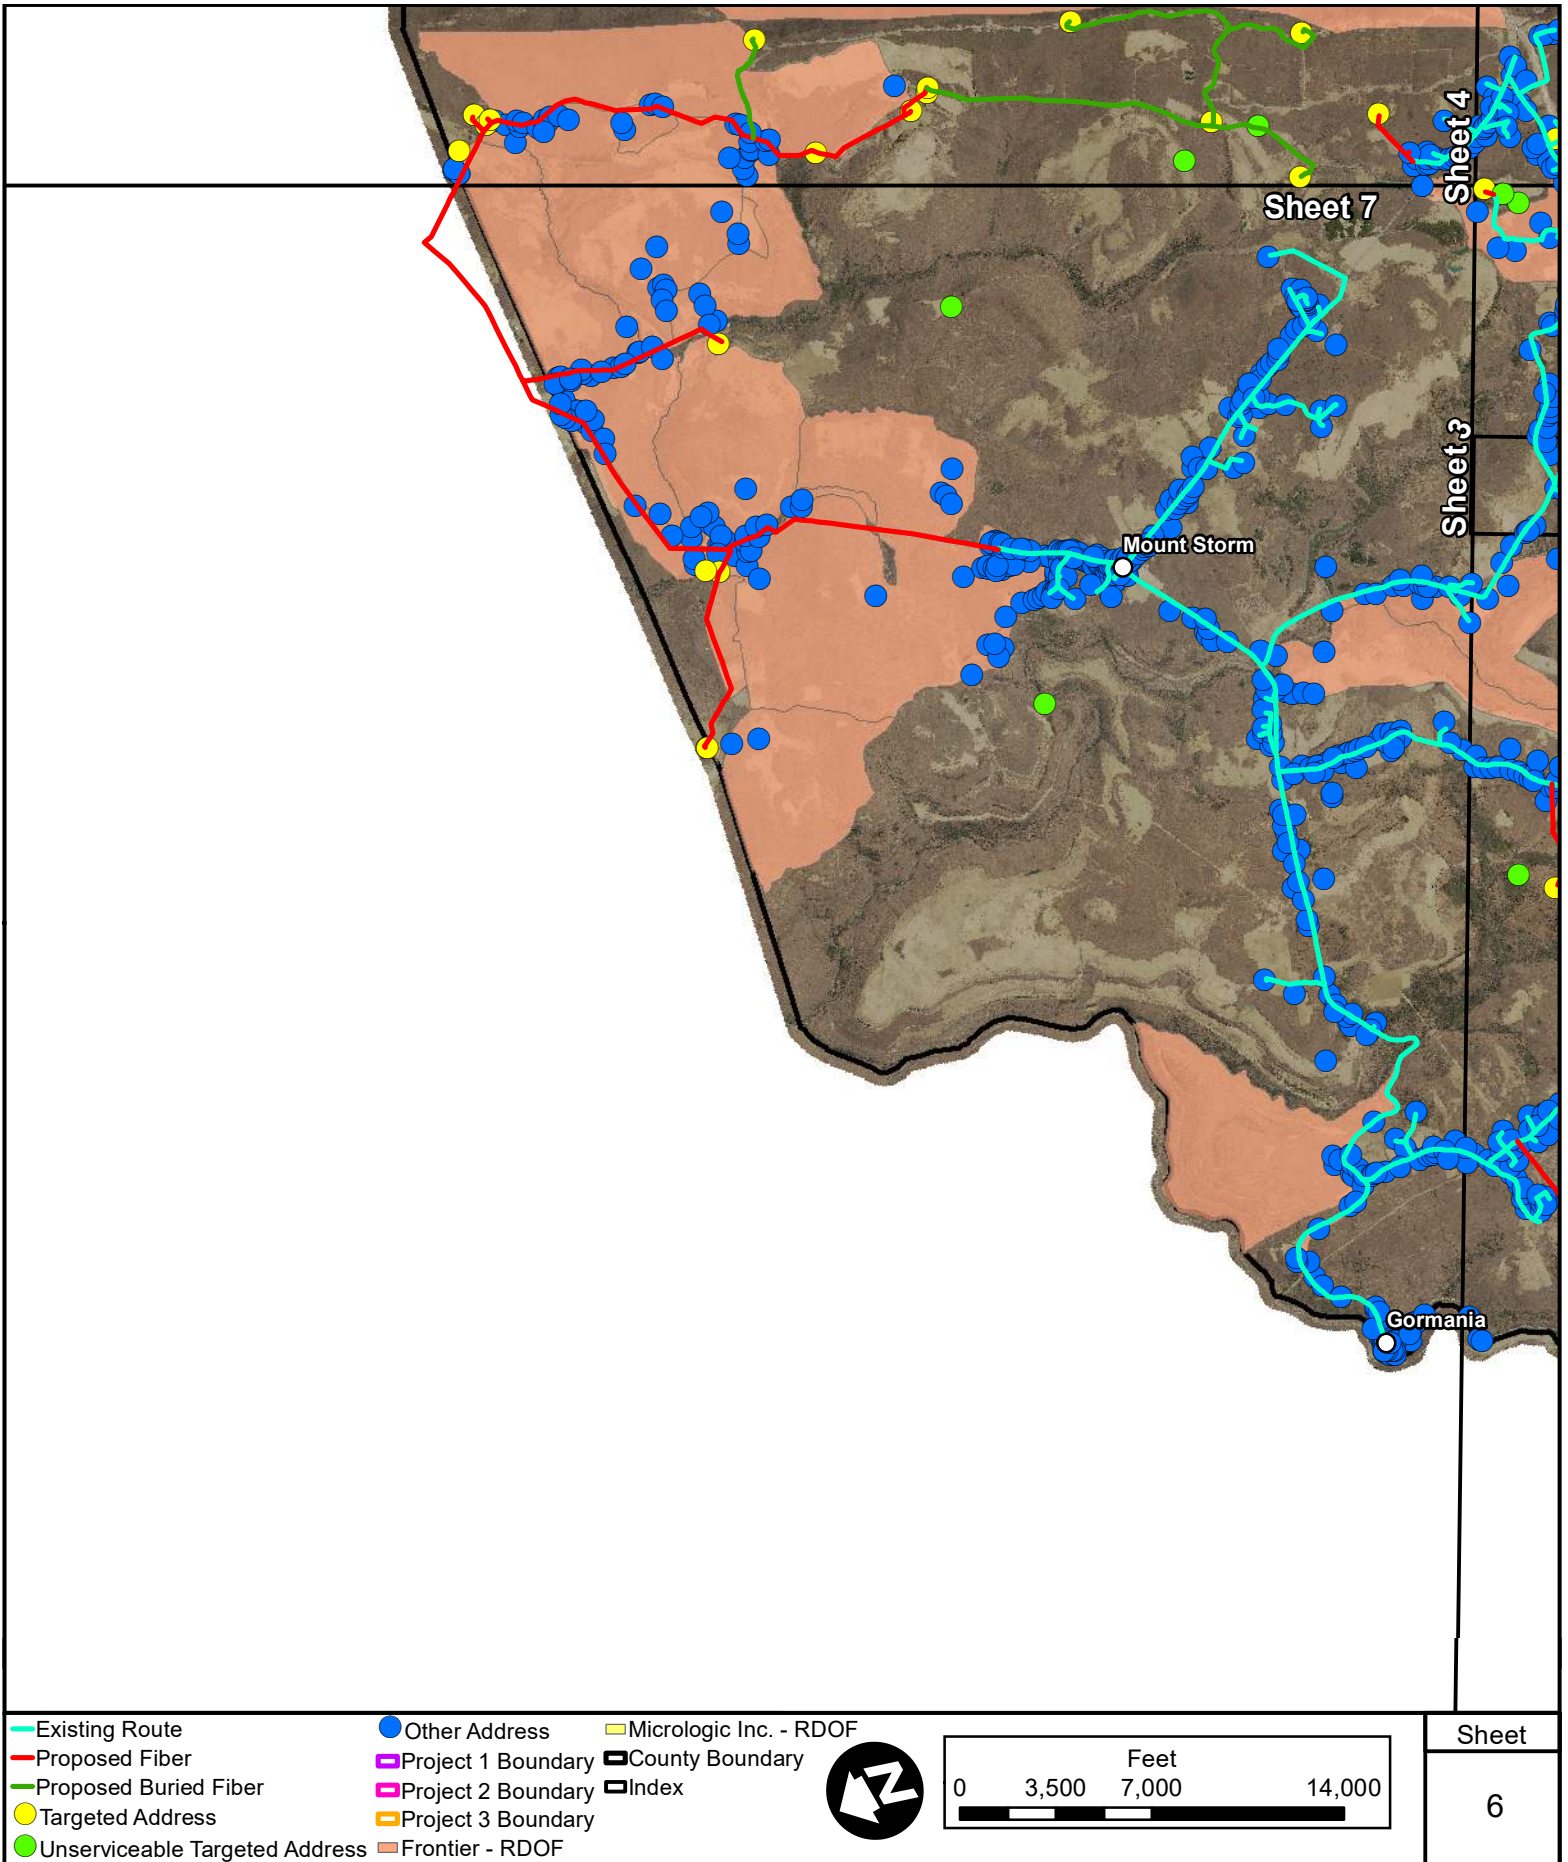 Sheet 4
Sheet 7
Sheet 3
Mount Storm
Gormania
Existing Route
Proposed Fiber
Proposed Buried Fiber
Targeted Address
Unserviceable Targeted Address
Other Address
Project 1 Boundary
Project 2 Boundary
Project 3 Boundary
Frontier - RDOF
Micrologic Inc. - RDOF
County Boundary
Index
N
Feet
0 3,500 7,000 14,000
Sheet
6